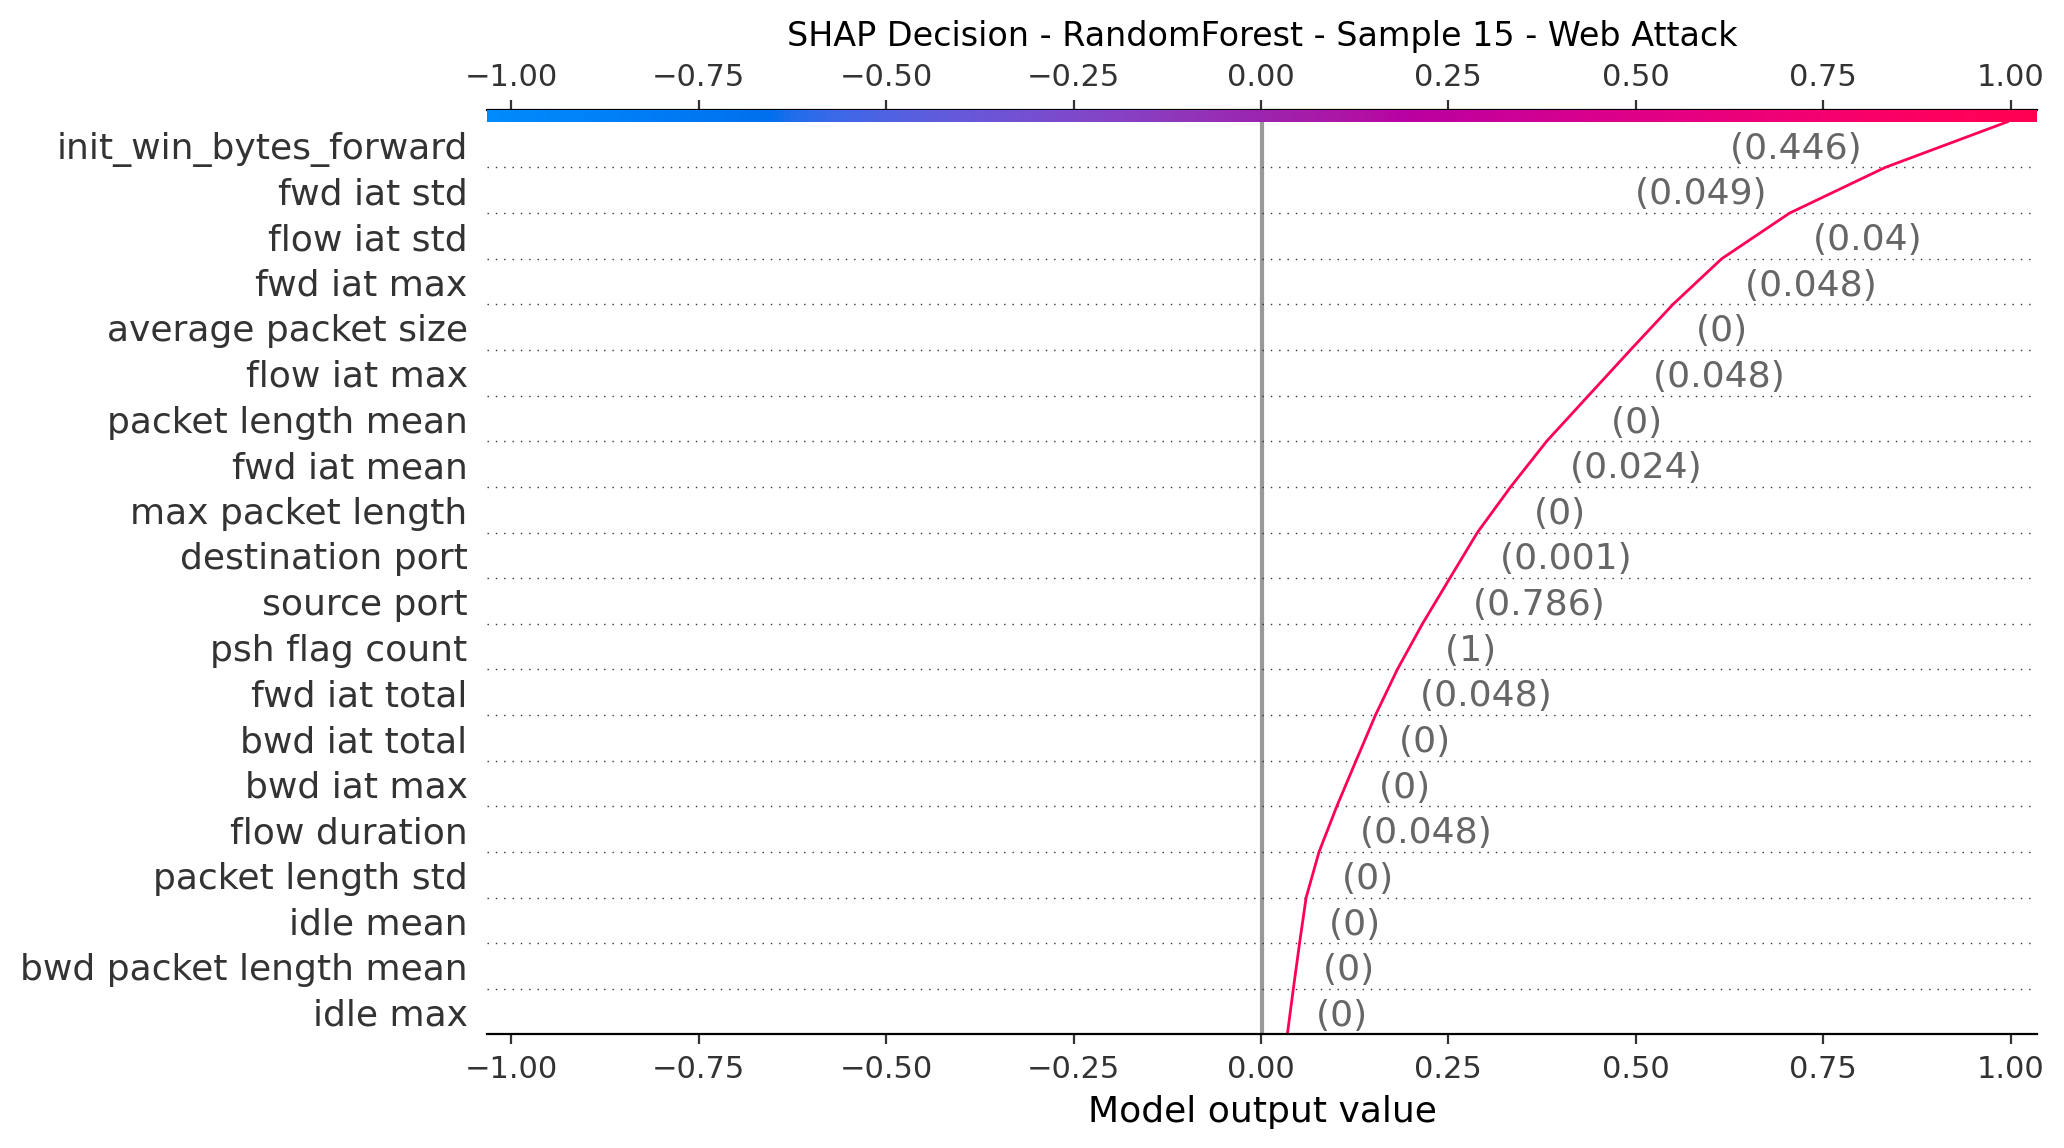 SHAP Decision - RandomForest - Sample 15 - Web Attack
−1.00 −0.75 −0.50 −0.25 0.00 0.25 0.50 0.75 1.00
init_win_bytes_forward (0.446)
fwd iat std (0.049)
flow iat std (0.04)
fwd iat max (0.048)
average packet size (0)
flow iat max (0.048)
packet length mean (0)
fwd iat mean (0.024)
max packet length (0)
destination port (0.001)
source port (0.786)
psh flag count (1)
fwd iat total (0.048)
bwd iat total (0)
bwd iat max (0)
flow duration (0.048)
packet length std (0)
idle mean (0)
bwd packet length mean (0)
idle max (0)
−1.00 −0.75 −0.50 −0.25 0.00 0.25 0.50 0.75 1.00
Model output value